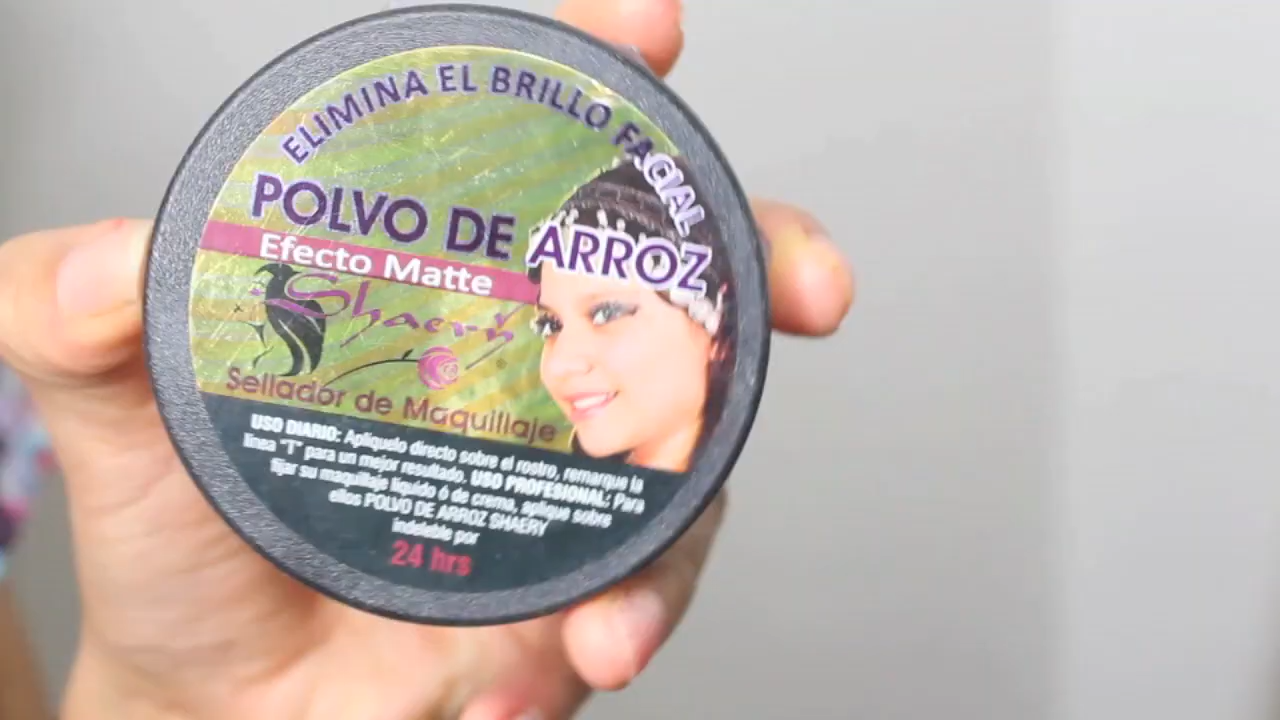 ELIMINA EL BRILLO FACIAL
POLVO DE ARROZ
Efecto Matte
Shaery
Sellador de Maquillaje
USO DIARIO: Apliquelo directo sobre el rostro, remarque la
línea "T" para un mejor resultado. USO PROFESIONAL: Para
fijar su maquillaje liquido ó de crema, aplique sobre
ellos POLVO DE ARROZ SHAERY
indeleble por
24 hrs